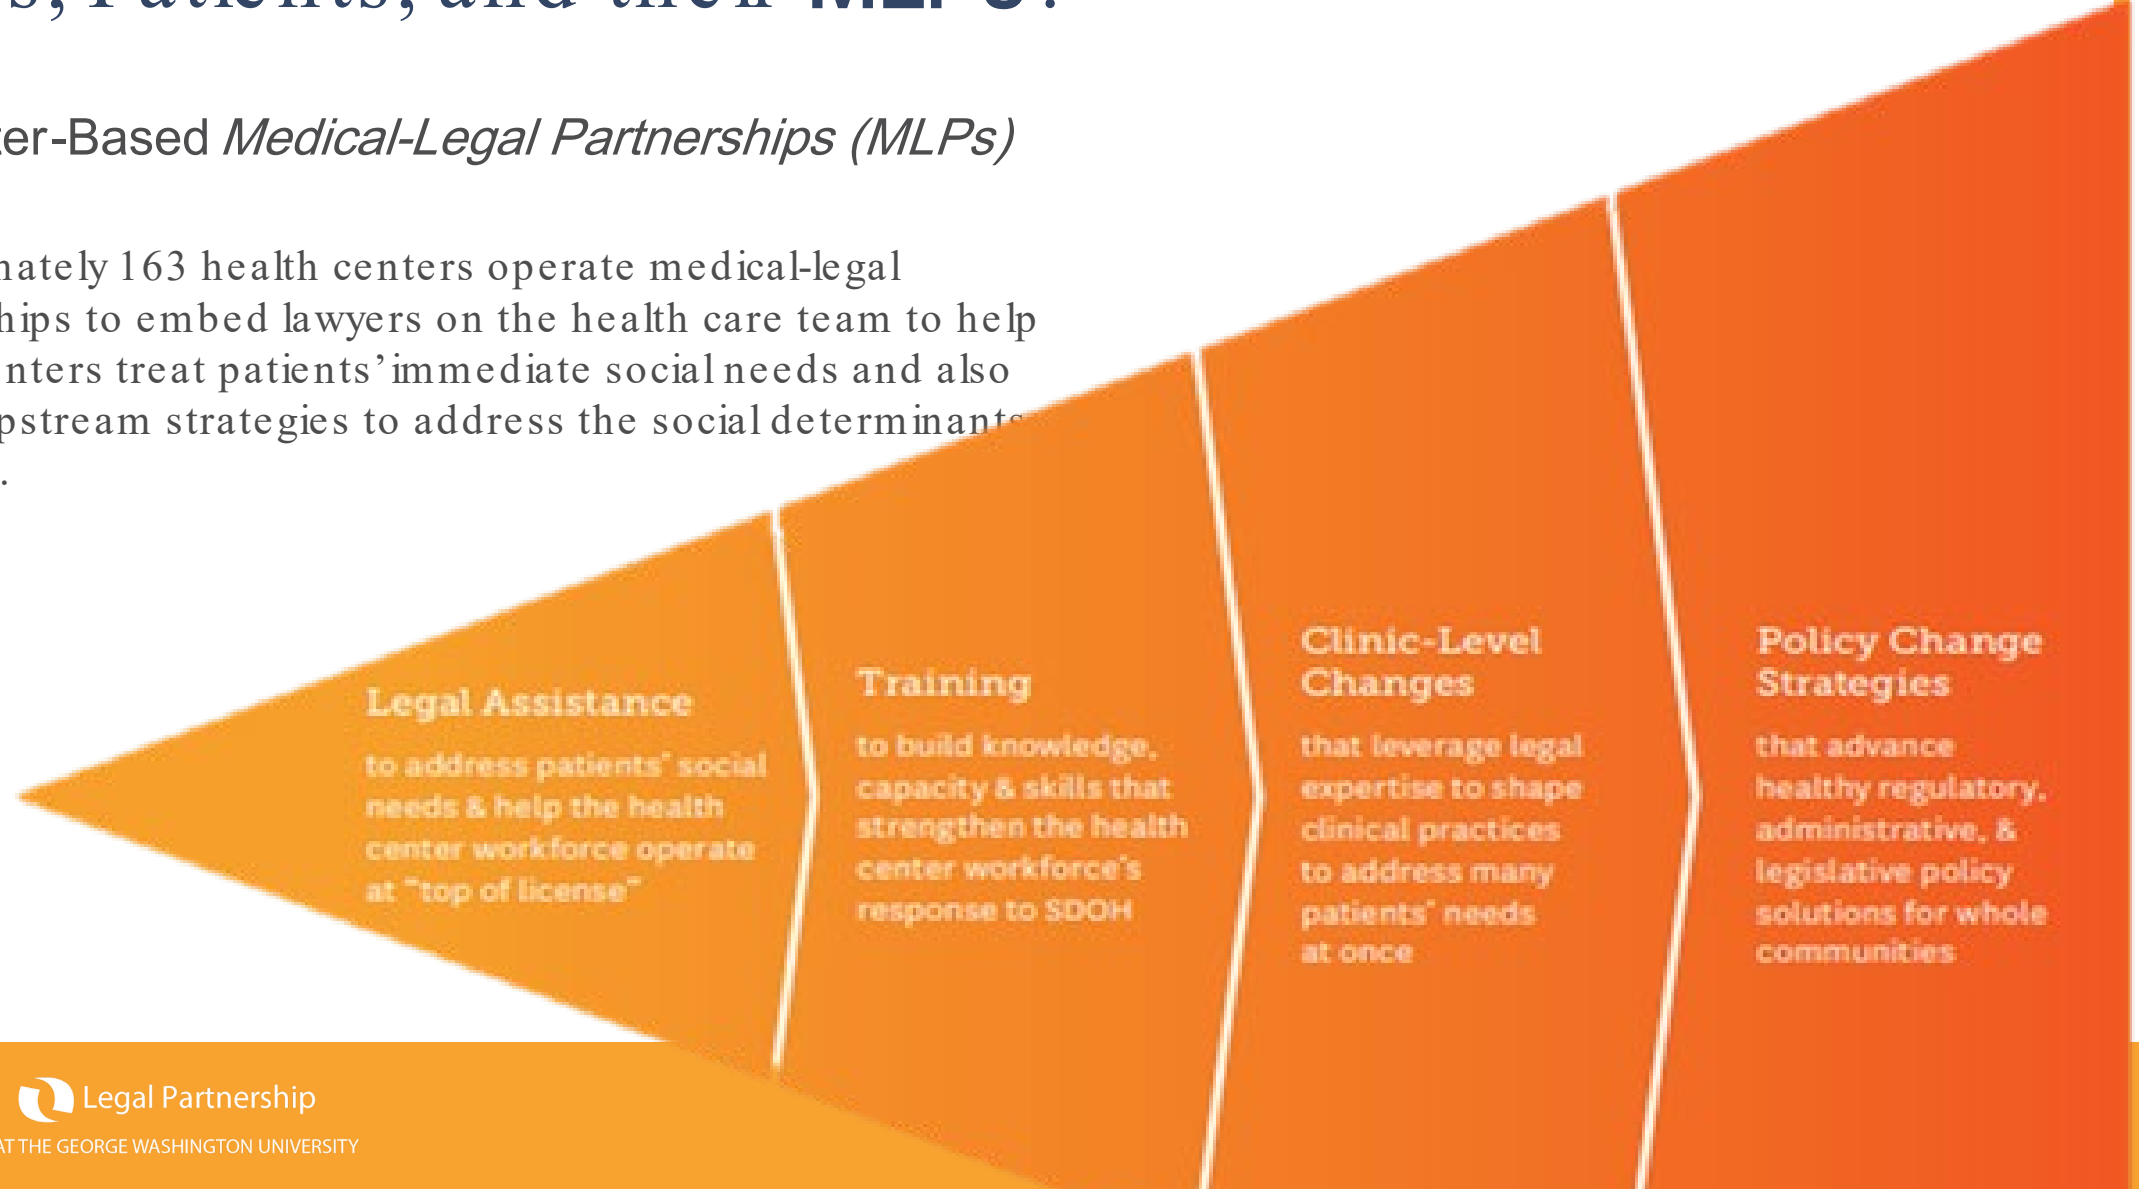 s, Patients, and their MLPs?
ter-Based Medical-Legal Partnerships (MLPs)
nately 163 health centers operate medical-legal
hips to embed lawyers on the health care team to help
nters treat patients’ immediate social needs and also
pstream strategies to address the social determinants
.
Legal Assistance
to address patients’ social
needs & help the health
center workforce operate
at “top of license”
Training
to build knowledge,
capacity & skills that
strengthen the health
center workforce’s
response to SDOH
Clinic-Level
Changes
that leverage legal
expertise to shape
clinical practices
to address many
patients’ needs
at once
Policy Change
Strategies
that advance
healthy regulatory,
administrative, &
legislative policy
solutions for whole
communities
Legal Partnership
AT THE GEORGE WASHINGTON UNIVERSITY